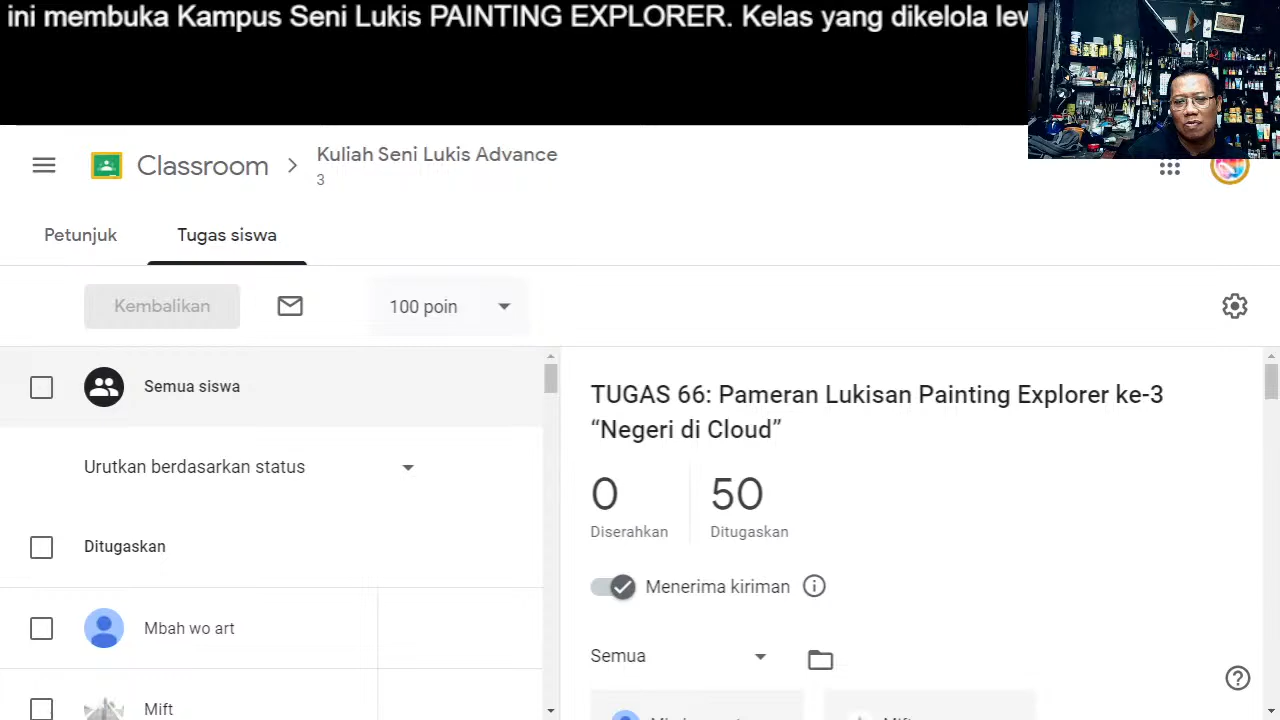 ini membuka Kampus Seni Lukis PAINTING EXPLORER. Kelas yang dikelola
Classroom
Kuliah Seni Lukis Advance
3
Petunjuk
Tugas siswa
Kembalikan
100 poin
Semua siswa
Urutkan berdasarkan status
Ditugaskan
Mbah wo art
Mift
TUGAS 66: Pameran Lukisan Painting Explorer ke-3
“Negeri di Cloud”
0
50
Diserahkan
Ditugaskan
Menerima kiriman
Semua